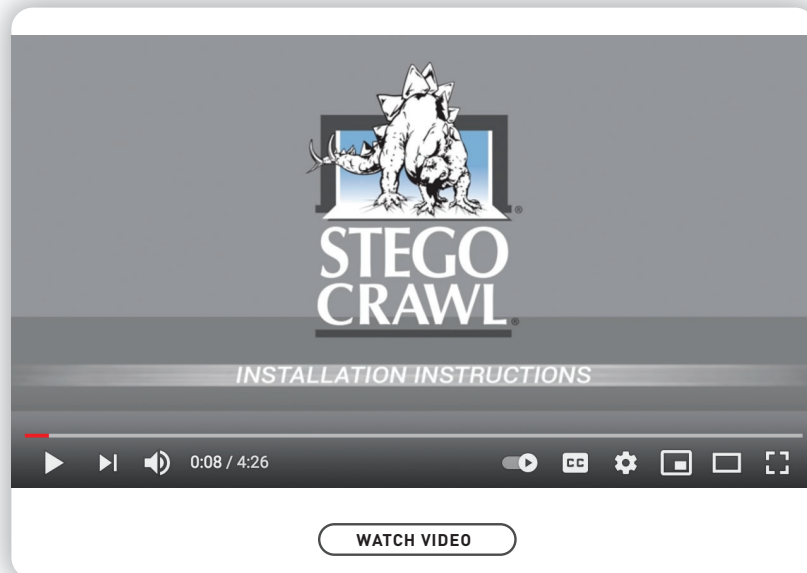 STEGO
CRAWL
INSTALLATION INSTRUCTIONS
0:08 / 4:26
CC
WATCH VIDEO